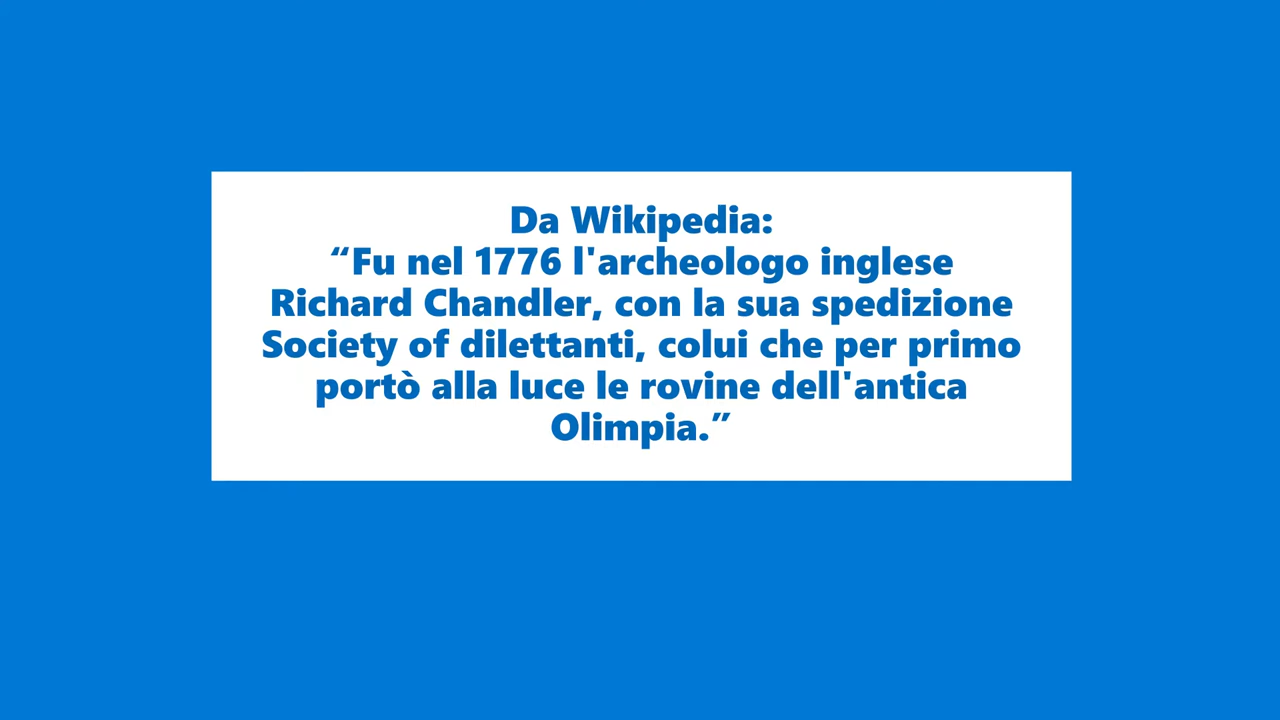 Da Wikipedia:
“Fu nel 1776 l'archeologo inglese
Richard Chandler, con la sua spedizione
Society of dilettanti, colui che per primo
portò alla luce le rovine dell'antica
Olimpia.”